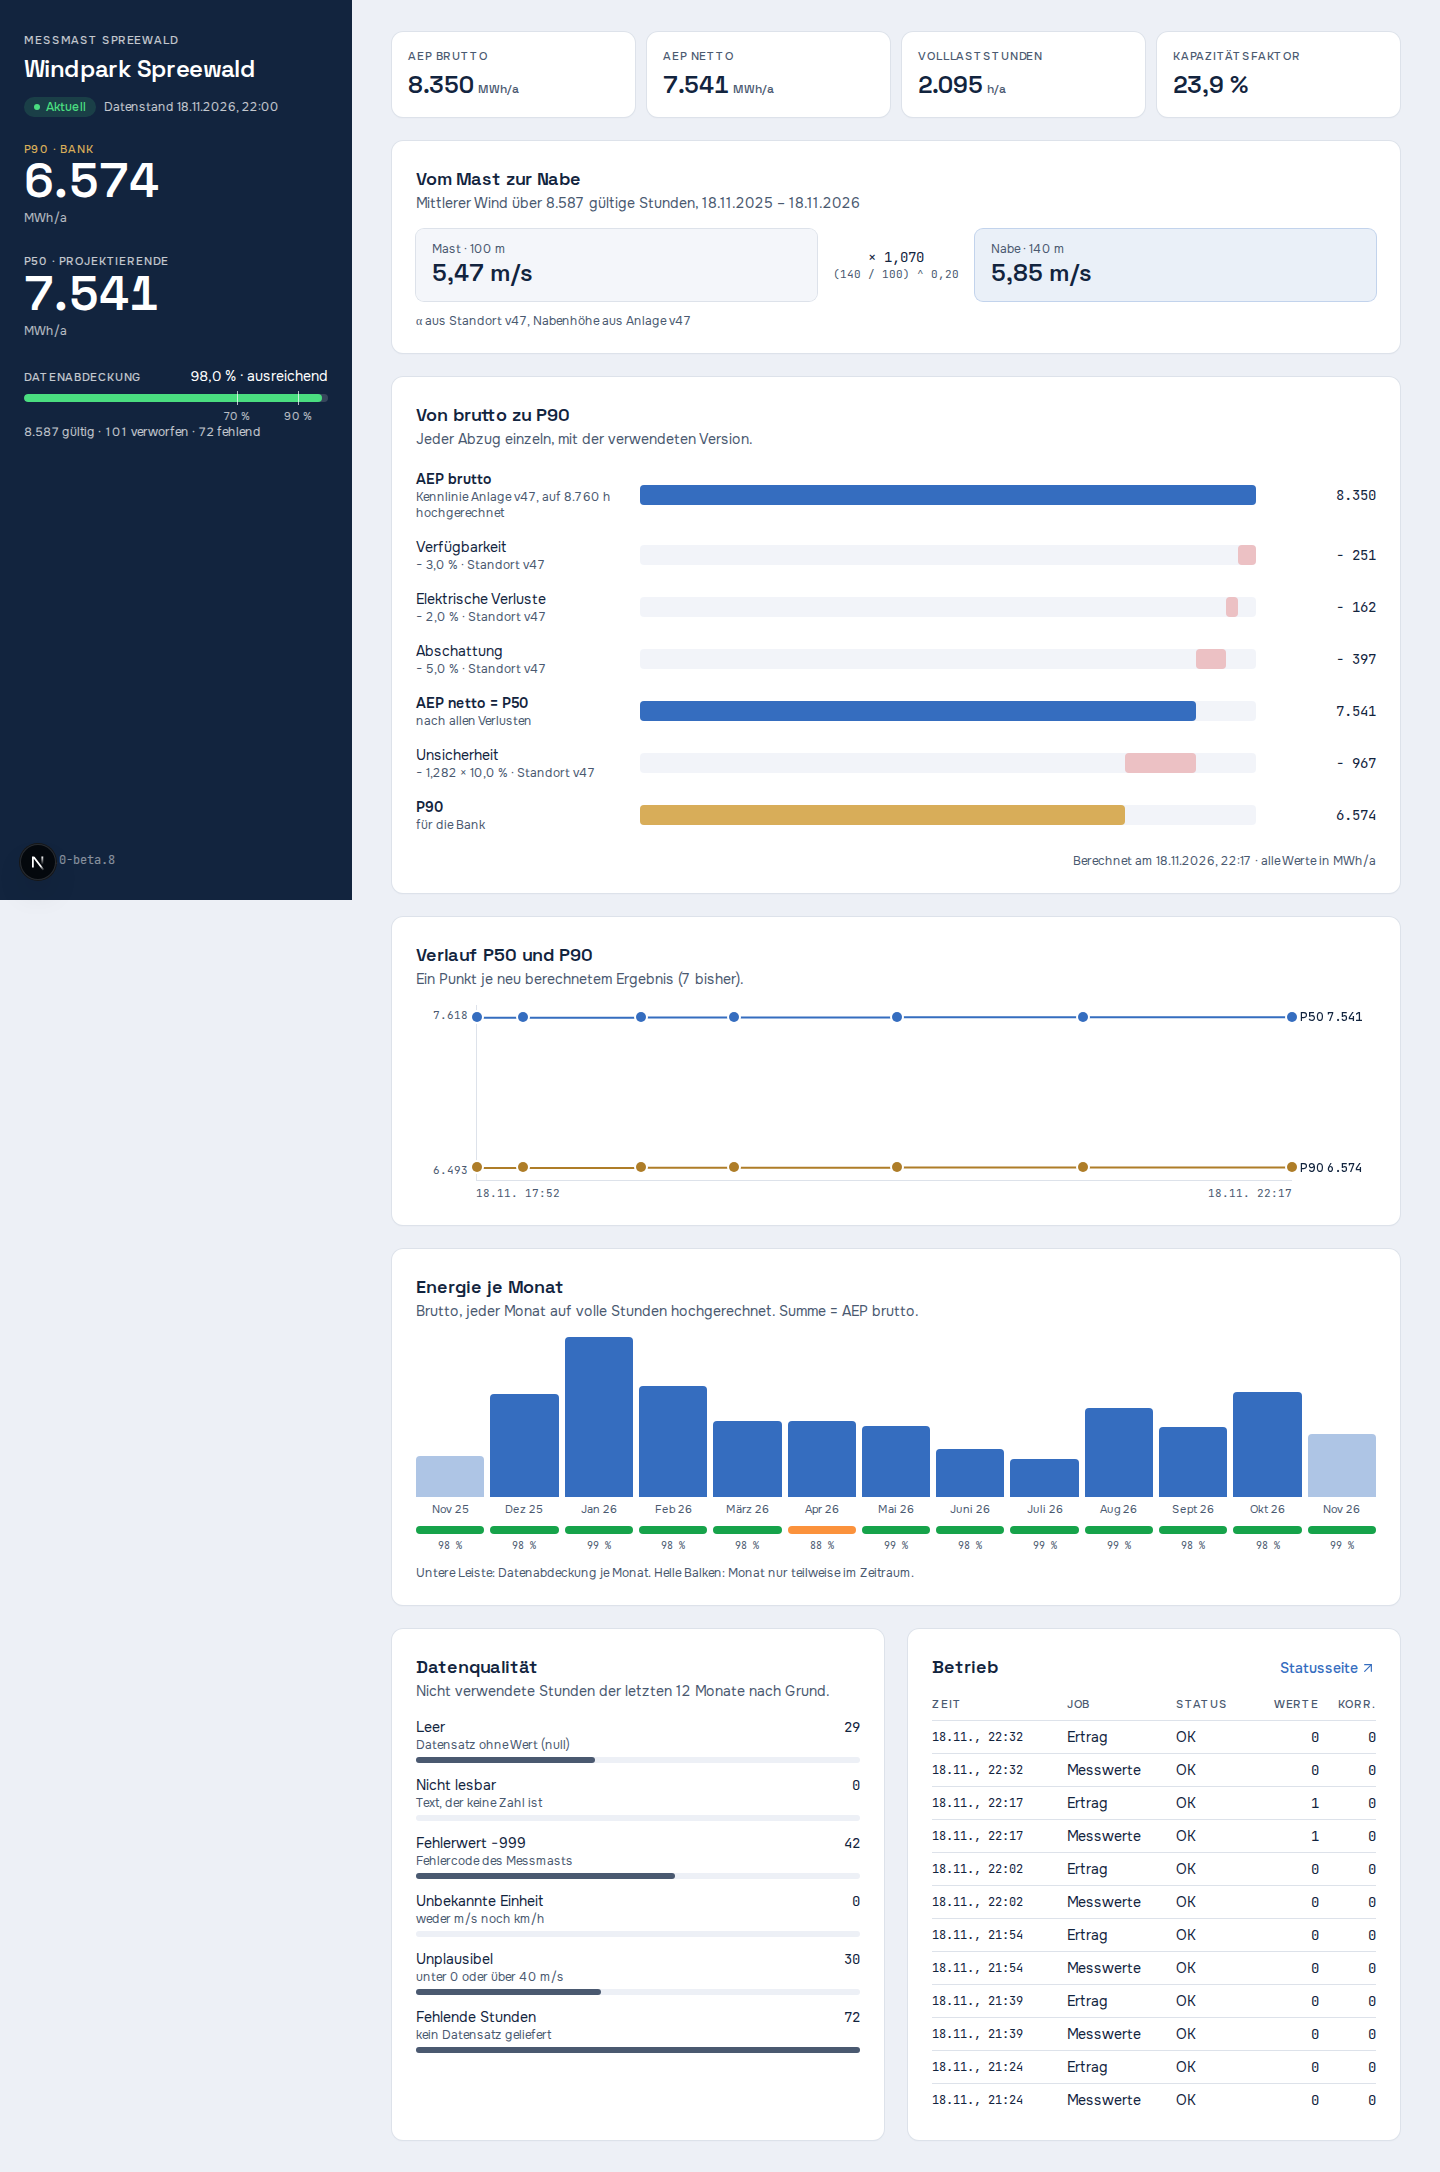 MESSMAST SPREEWALD
Windpark Spreewald
Aktuell Datenstand 18.11.2026, 22:00
P90 · BANK
6.574
MWh/a
P50 · PROJEKTIERENDE
7.541
MWh/a
DATENABDECKUNG 98,0 % · ausreichend
70 % 90 %
8.587 gültig · 101 verworfen · 72 fehlend
N 0-beta.8
AEP BRUTTO
8.350 MWh/a
AEP NETTO
7.541 MWh/a
VOLLLASTSTUNDEN
2.095 h/a
KAPAZITÄTSFAKTOR
23,9 %
Vom Mast zur Nabe
Mittlerer Wind über 8.587 gültige Stunden, 18.11.2025 – 18.11.2026
Mast · 100 m
5,47 m/s
× 1,070
(140 / 100) ^ 0,20
Nabe · 140 m
5,85 m/s
α aus Standort v47, Nabenhöhe aus Anlage v47
Von brutto zu P90
Jeder Abzug einzeln, mit der verwendeten Version.
AEP brutto
Kennlinie Anlage v47, auf 8.760 h
hochgerechnet
8.350
Verfügbarkeit
− 3,0 % · Standort v47
− 251
Elektrische Verluste
− 2,0 % · Standort v47
− 162
Abschattung
− 5,0 % · Standort v47
− 397
AEP netto = P50
nach allen Verlusten
7.541
Unsicherheit
− 1,282 × 10,0 % · Standort v47
− 967
P90
für die Bank
6.574
Berechnet am 18.11.2026, 22:17 · alle Werte in MWh/a
Verlauf P50 und P90
Ein Punkt je neu berechnetem Ergebnis (7 bisher).
7.618
P50 7.541
6.493
P90 6.574
18.11. 17:52 18.11. 22:17
Energie je Monat
Brutto, jeder Monat auf volle Stunden hochgerechnet. Summe = AEP brutto.
Nov 25 Dez 25 Jan 26 Feb 26 März 26 Apr 26 Mai 26 Juni 26 Juli 26 Aug 26 Sept 26 Okt 26 Nov 26
98 % 98 % 99 % 98 % 98 % 88 % 99 % 98 % 99 % 99 % 98 % 98 % 99 %
Untere Leiste: Datenabdeckung je Monat. Helle Balken: Monat nur teilweise im Zeitraum.
Datenqualität
Nicht verwendete Stunden der letzten 12 Monate nach Grund.
Leer 29
Datensatz ohne Wert (null)
Nicht lesbar 0
Text, der keine Zahl ist
Fehlerwert −999 42
Fehlercode des Messmasts
Unbekannte Einheit 0
weder m/s noch km/h
Unplausibel 30
unter 0 oder über 40 m/s
Fehlende Stunden 72
kein Datensatz geliefert
Betrieb Statusseite
ZEIT JOB STATUS WERTE KORR.
18.11., 22:32 Ertrag OK 0 0
18.11., 22:32 Messwerte OK 0 0
18.11., 22:17 Ertrag OK 1 0
18.11., 22:17 Messwerte OK 1 0
18.11., 22:02 Ertrag OK 0 0
18.11., 22:02 Messwerte OK 0 0
18.11., 21:54 Ertrag OK 0 0
18.11., 21:54 Messwerte OK 0 0
18.11., 21:39 Ertrag OK 0 0
18.11., 21:39 Messwerte OK 0 0
18.11., 21:24 Ertrag OK 0 0
18.11., 21:24 Messwerte OK 0 0